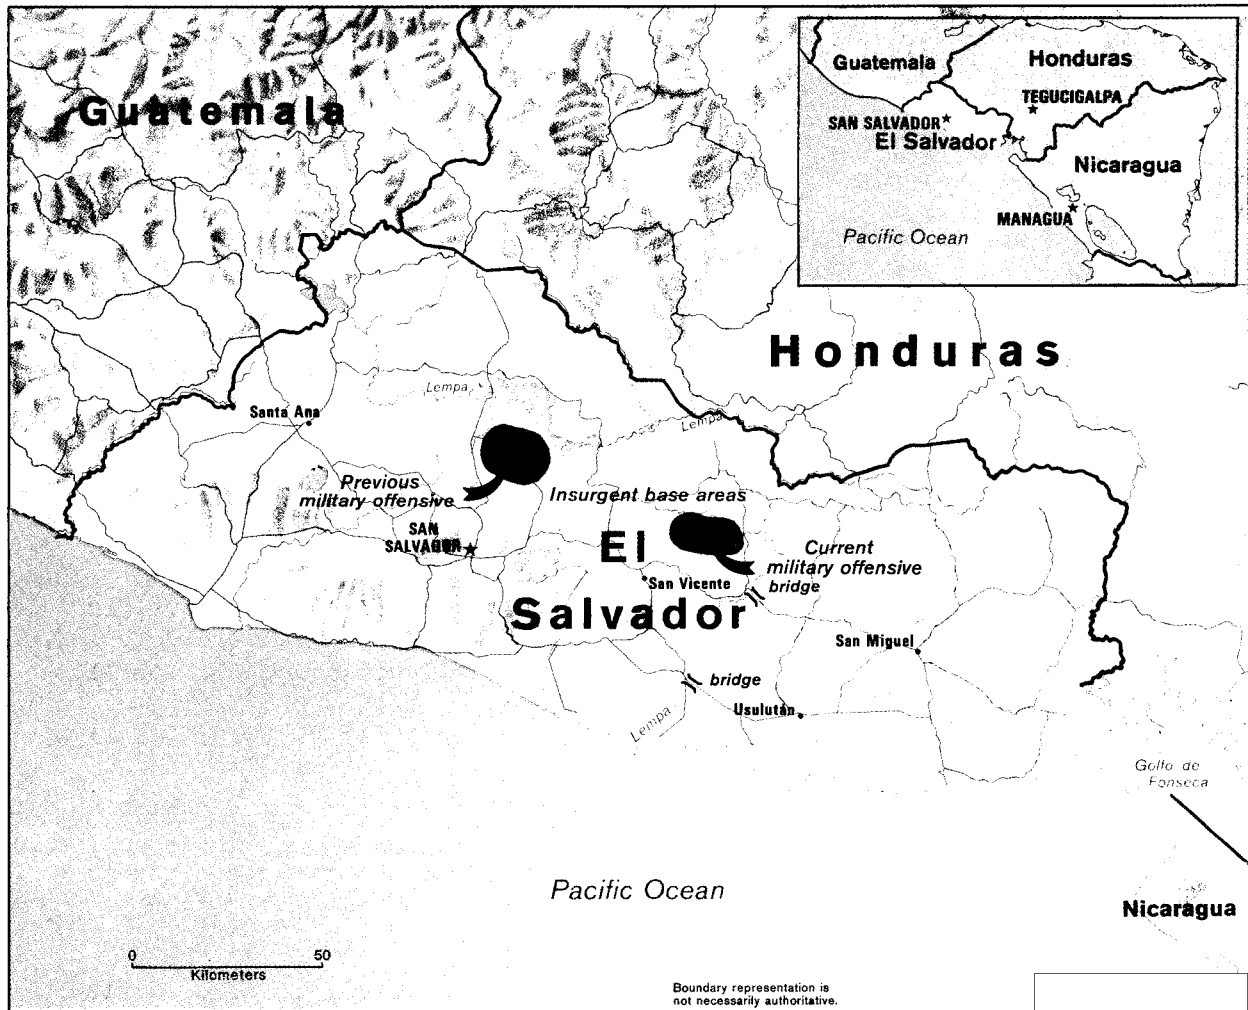 Guatemala
Guatemala
Honduras
TEGUCIGALPA
SAN SALVADOR
El Salvador
Nicaragua
MANAGUA
Pacific Ocean
Honduras
Lempa
Santa Ana
Lempa
Previous
military offensive
Insurgent base areas
SAN
SALVADOR
El
Salvador
Current
military offensive
bridge
San Vicente
San Miguel
bridge
Usulután
Lempa
Golfo de
Fonseca
Pacific Ocean
Nicaragua
0 50
Kilometers
Boundary representation is
not necessarily authoritative.